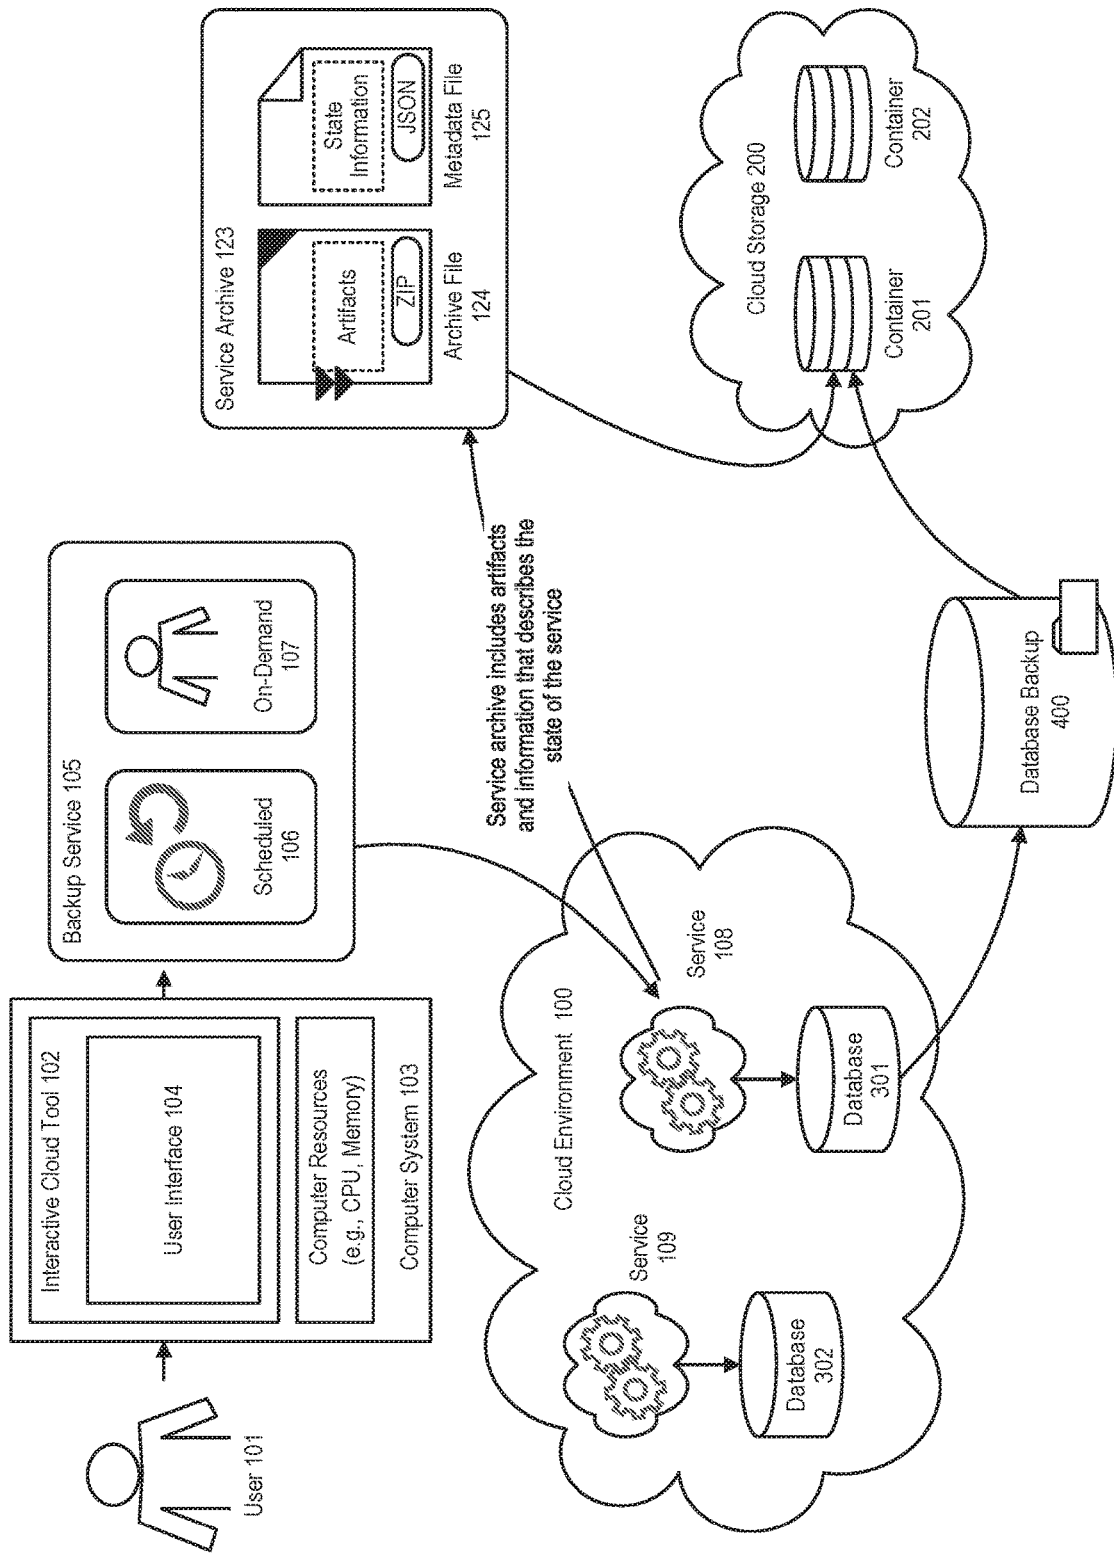 User 101
Interactive Cloud Tool 102
User Interface 104
Computer Resources
(e.g., CPU, Memory)
Computer System 103
Backup Service 105
Scheduled
106
On-Demand
107
Service Archive 123
Artifacts
ZIP
Archive File
124
State
Information
JSON
Metadata File
125
Service archive includes artifacts
and information that describes the
state of the service
Cloud Environment 100
Service
109
Database
302
Service
108
Database
301
Database Backup
400
Cloud Storage 200
Container
201
Container
202